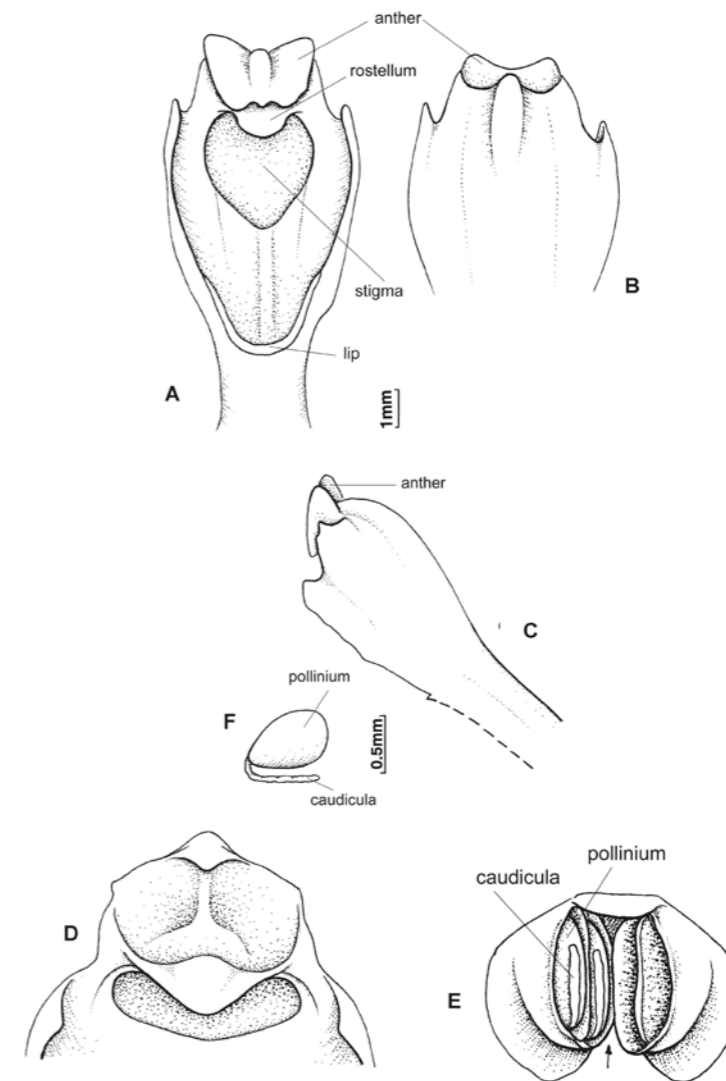 anther
rostellum
stigma
lip
A
B
1mm
anther
C
pollinium
F
0.5mm
caudicula
pollinium
caudicula
D
E